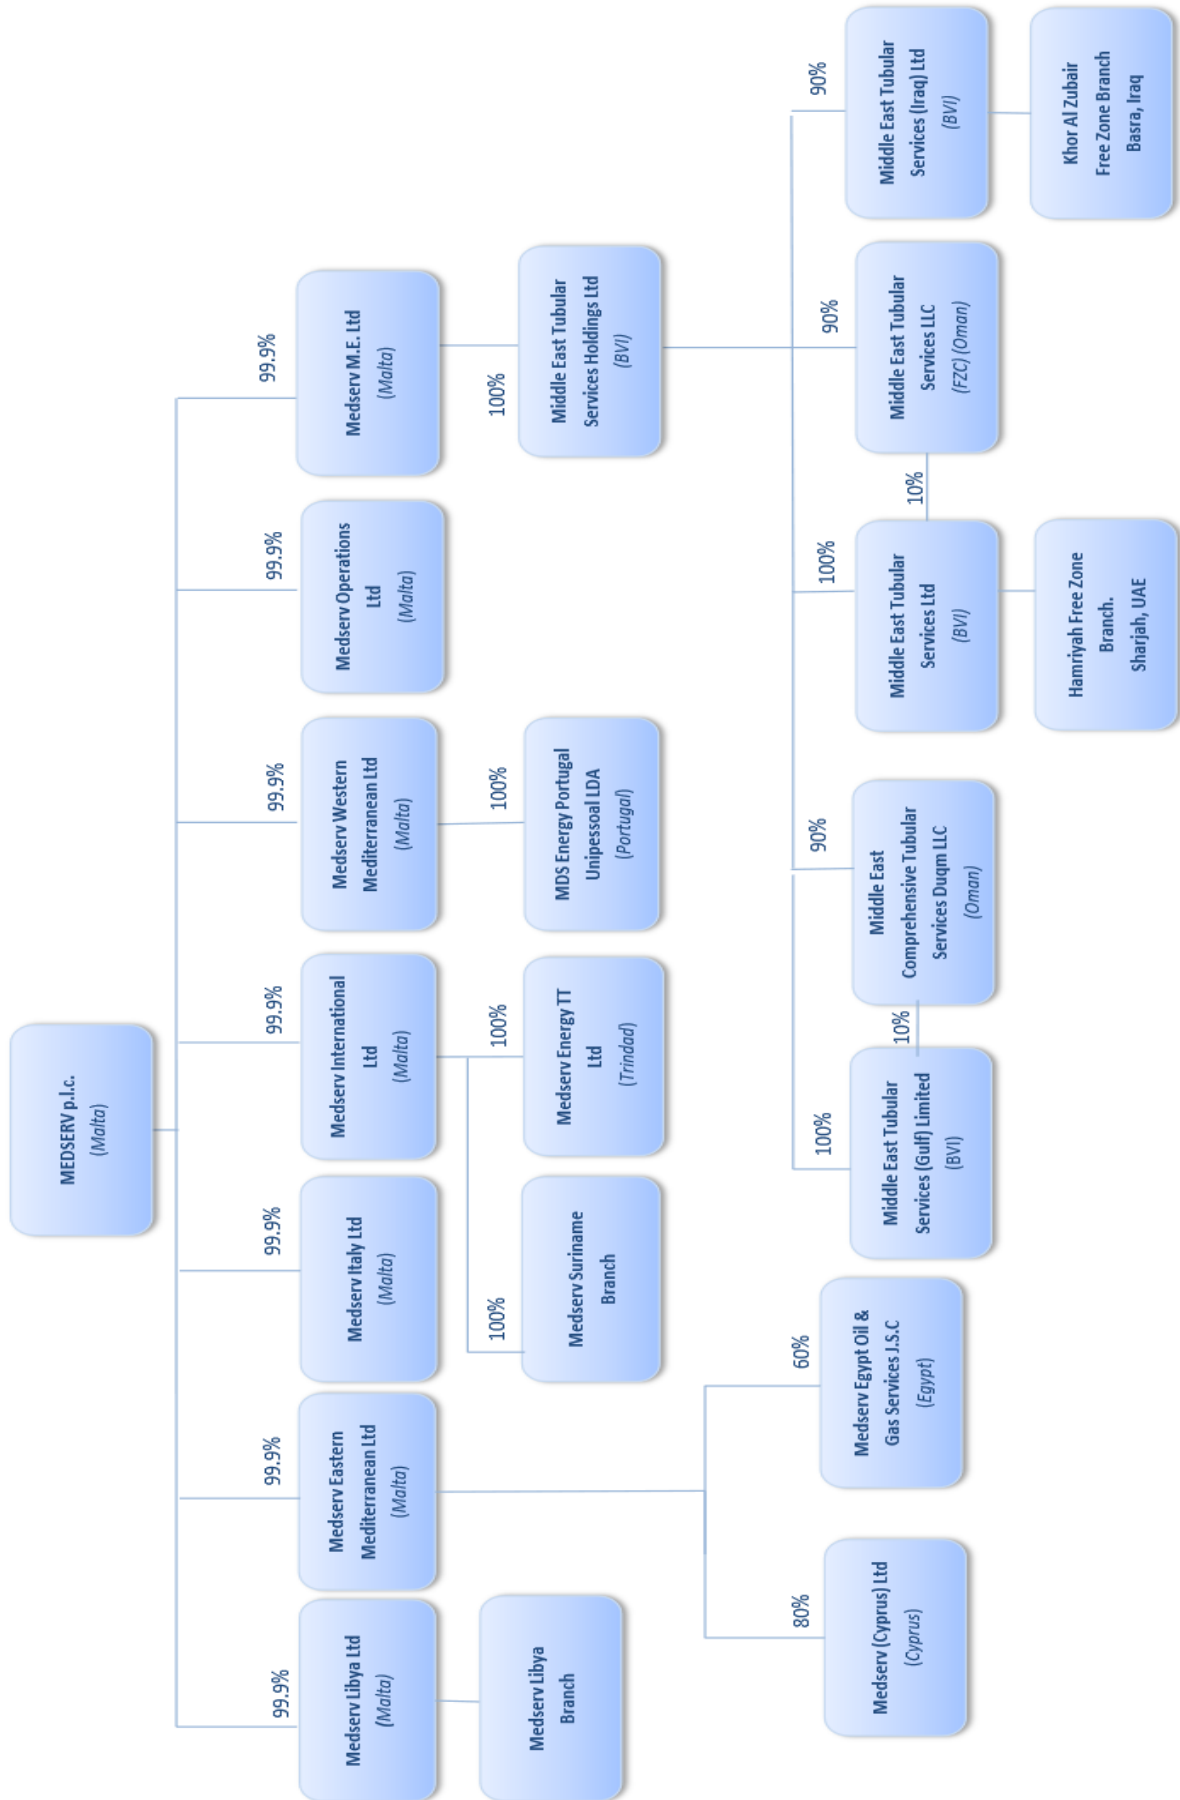 MEDSERV p.l.c.
(Malta)
99.9%
99.9%
99.9%
99.9%
99.9%
99.9%
99.9%
Medserv Libya Ltd
(Malta)
Medserv Eastern
Mediterranean Ltd
(Malta)
Medserv Italy Ltd
(Malta)
Medserv International
Ltd
(Malta)
Medserv Western
Mediterranean Ltd
(Malta)
Medserv Operations
Ltd
(Malta)
Medserv M.E. Ltd
(Malta)
100%
100%
100%
100%
Medserv Libya
Branch
Medserv Suriname
Branch
Medserv Energy TT
Ltd
(Trindad)
MDS Energy Portugal
Unipessoal LDA
(Portugal)
Middle East Tubular
Services Holdings Ltd
(BVI)
80%
60%
100%
90%
100%
90%
90%
Medserv (Cyprus) Ltd
(Cyprus)
Medserv Egypt Oil &
Gas Services J.S.C
(Egypt)
Middle East Tubular
Services (Gulf) Limited
(BVI)
10%
Middle East
Comprehensive Tubular
Services Duqm LLC
(Oman)
Middle East Tubular
Services Ltd
(BVI)
10%
Middle East Tubular
Services LLC
(FZC) (Oman)
Middle East Tubular
Services (Iraq) Ltd
(BVI)
Hamriyah Free Zone
Branch.
Sharjah, UAE
Khor Al Zubair
Free Zone Branch
Basra, Iraq